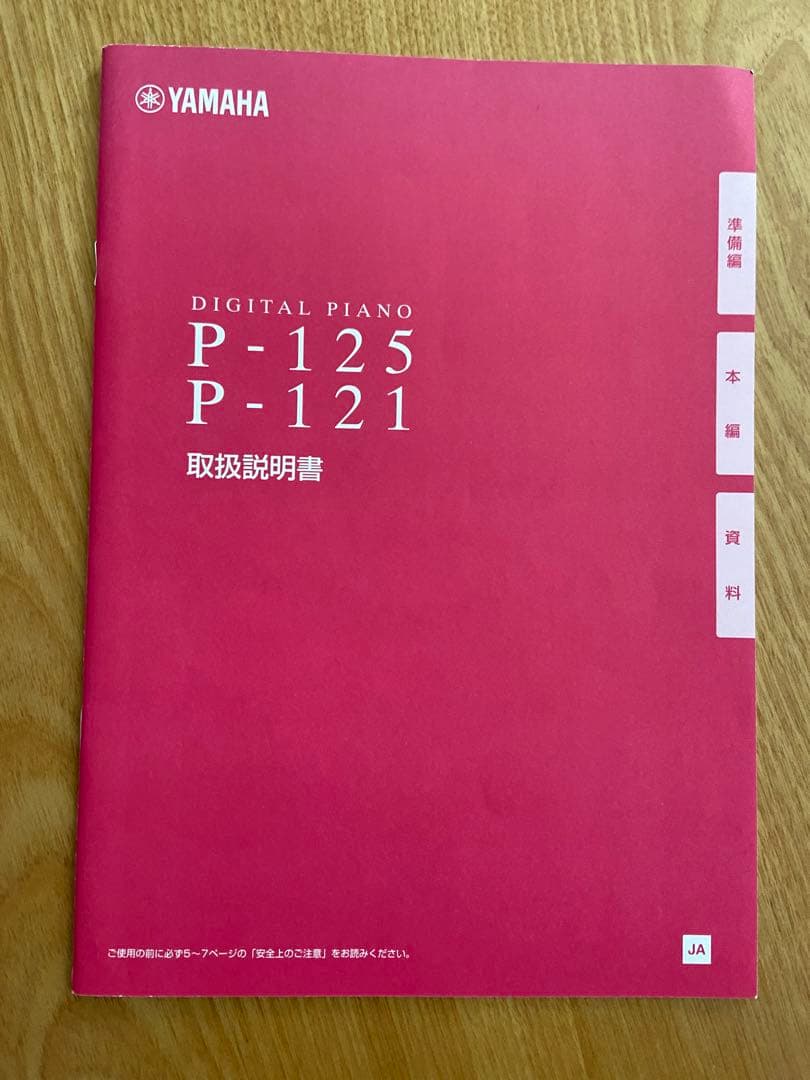 YAMAHA
DIGITAL PIANO
P-125
P-121
取扱説明書
準備編
本編
資料
ご使用の前に必ず5～7ページの「安全上のご注意」をお読みください。
JA